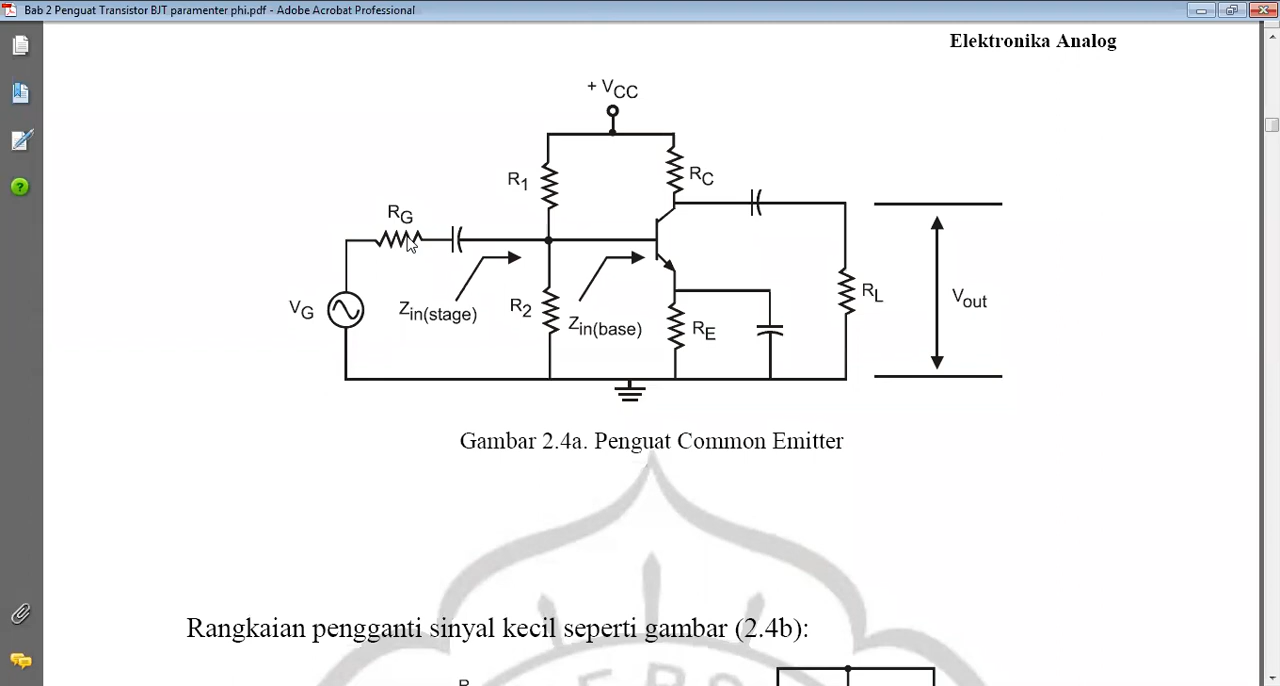 Bab 2 Penguat Transistor BJT paramenter phi.pdf - Adobe Acrobat Professional
Elektronika Analog
+ VCC
R1
RC
RG
VG
Zin(stage)
R2
Zin(base)
RE
RL
Vout
Gambar 2.4a. Penguat Common Emitter
Rangkaian pengganti sinyal kecil seperti gambar (2.4b):